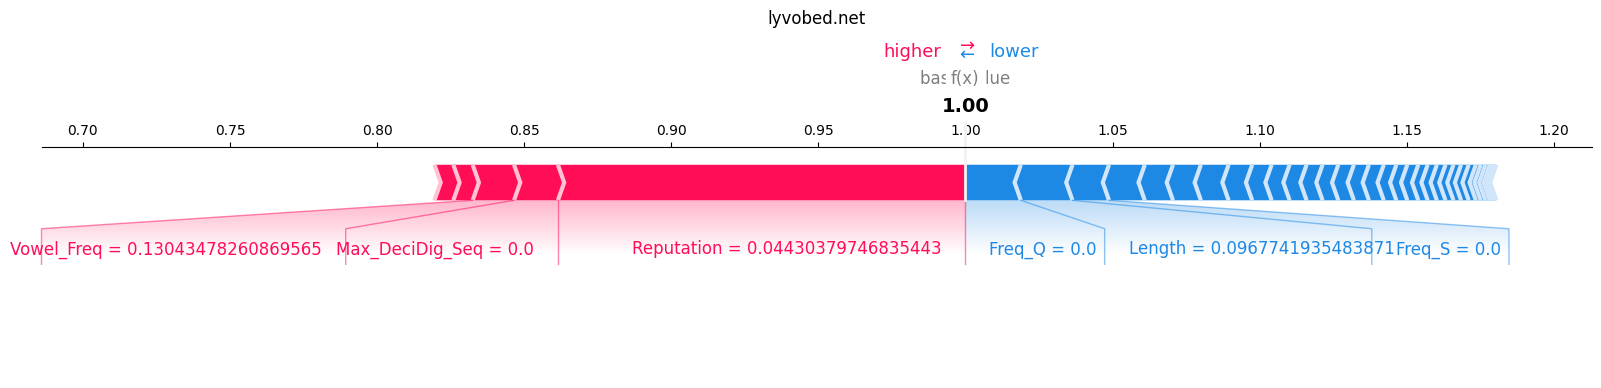 lyvobed.net
higher ⇄ lower
bas f(x) lue
1.00
0.70 0.75 0.80 0.85 0.90 0.95 1.00 1.05 1.10 1.15 1.20
Vowel_Freq = 0.13043478260869565 Max_DeciDig_Seq = 0.0 Reputation = 0.04430379746835443 Freq_Q = 0.0 Length = 0.0967741935483871 Freq_S = 0.0